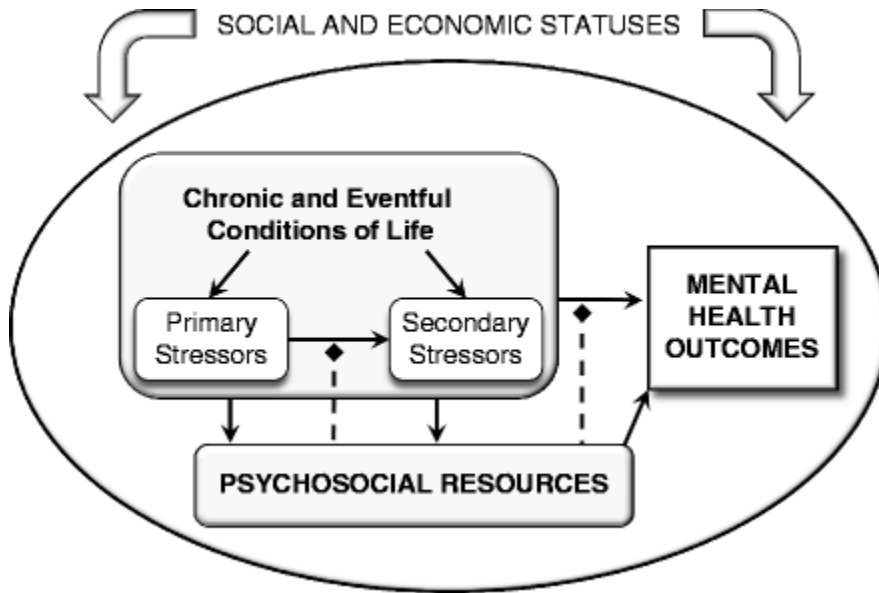 SOCIAL AND ECONOMIC STATUSES
Chronic and Eventful
Conditions of Life
Primary
Stressors
Secondary
Stressors
MENTAL
HEALTH
OUTCOMES
PSYCHOSOCIAL RESOURCES